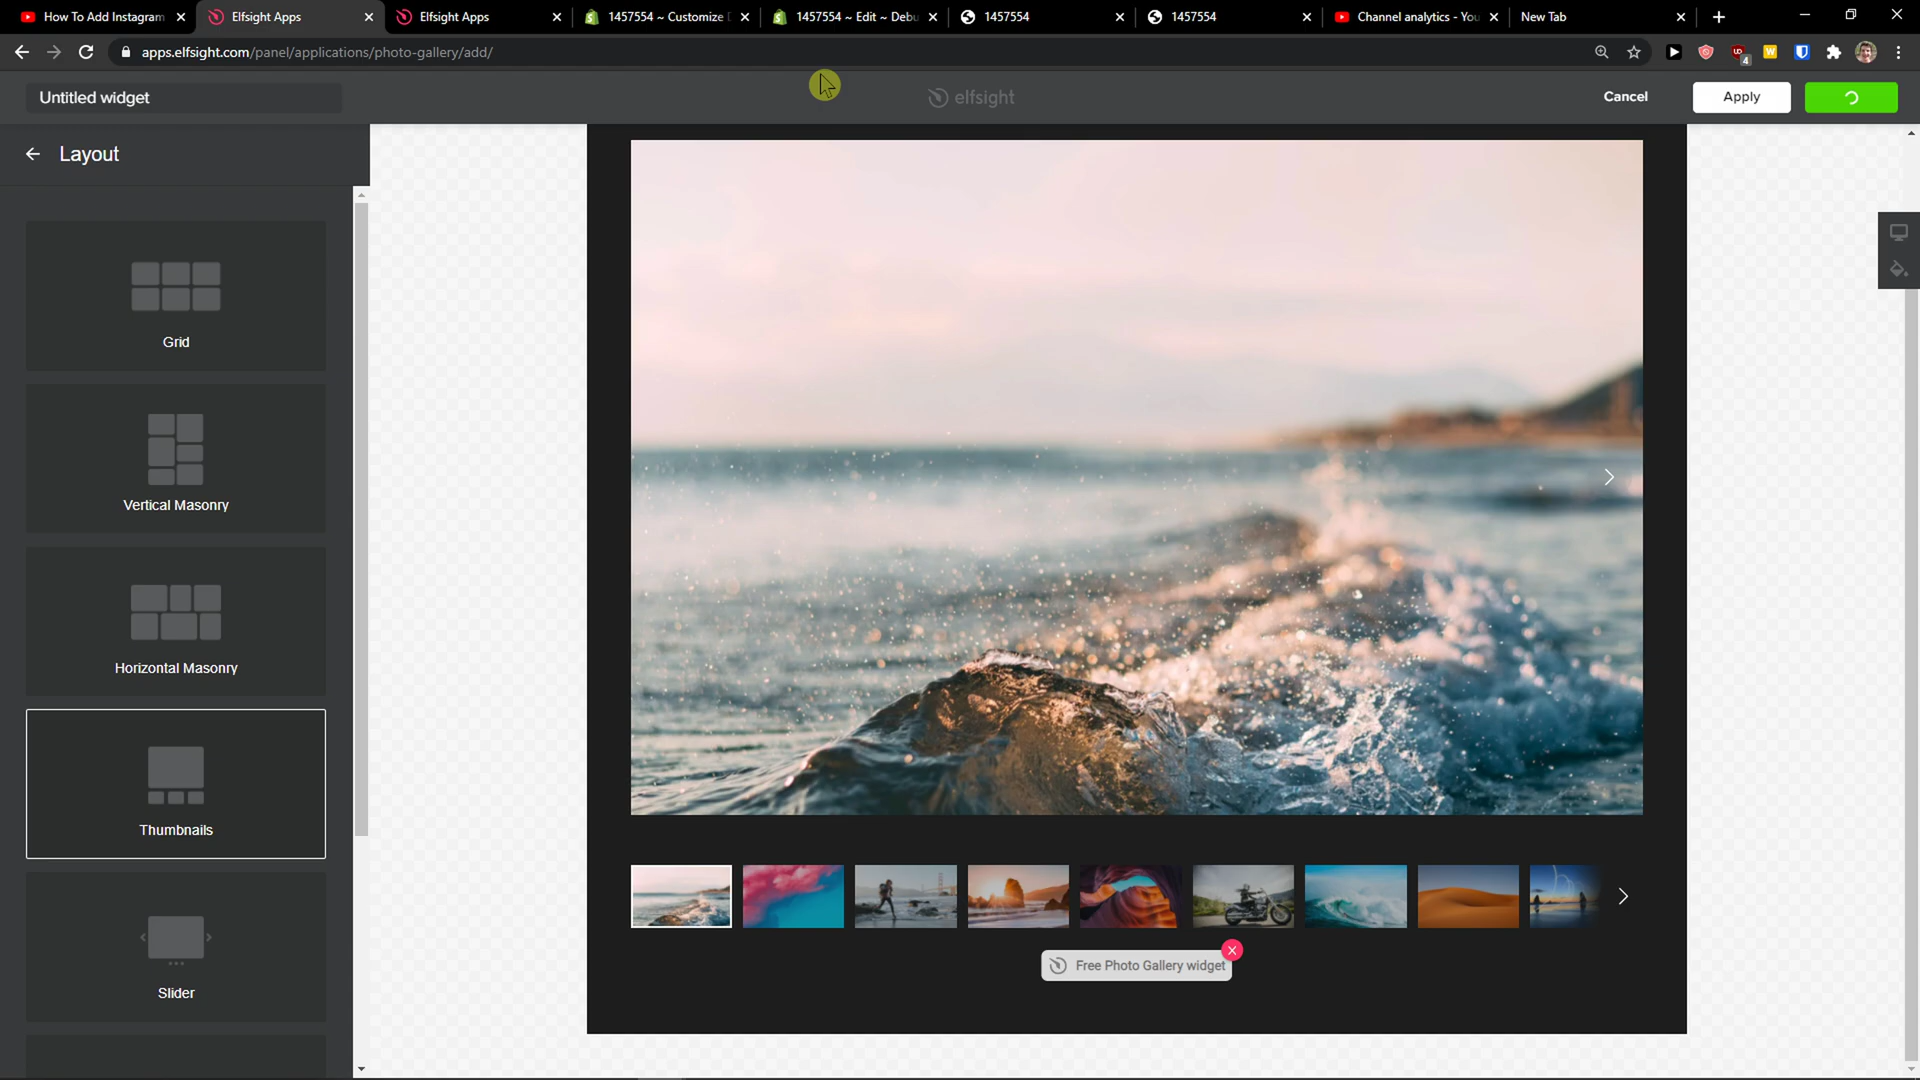 How To Add Instagram
Elfsight Apps
Elfsight Apps
1457554 ~ Customize
1457554 ~ Edit ~ Debu
1457554
1457554
Channel analytics - You
New Tab
apps.elfsight.com/panel/applications/photo-gallery/add/
4
Untitled widget
elfsight
Cancel
Apply
Layout
Grid
Vertical Masonry
Horizontal Masonry
Thumbnails
Slider
Free Photo Gallery widget